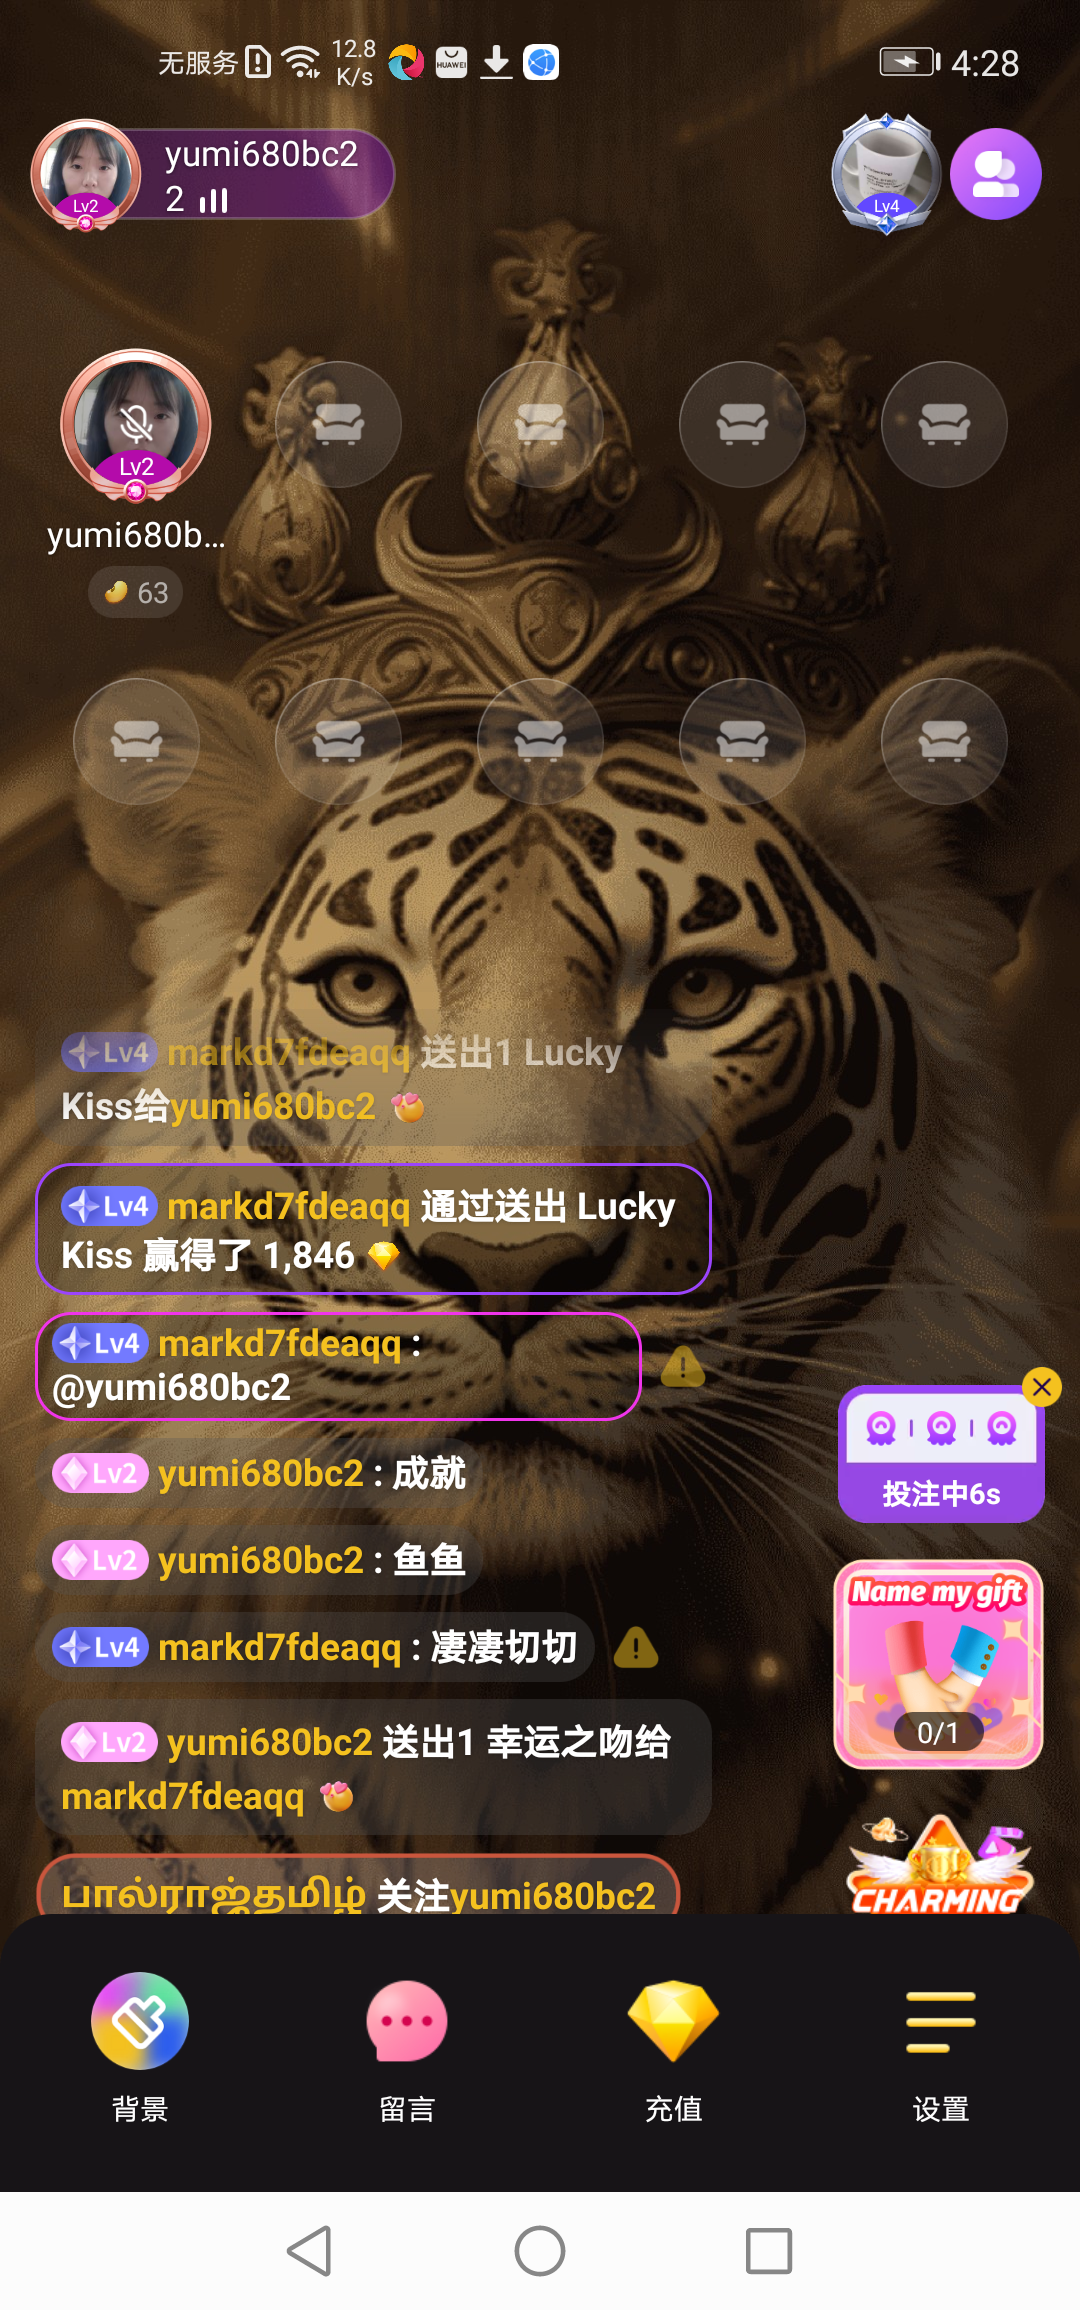 无服务 12.8 K/s HUAWEI 4:28
yumi680bc2
2
Lv2
Lv4
Lv2
yumi680b...
63
Lv4 markd7fdeaqq 送出1 Lucky
Kiss给yumi680bc2
Lv4 markd7fdeaqq 通过送出 Lucky
Kiss 赢得了 1,846
Lv4 markd7fdeaqq :
@yumi680bc2
Lv2 yumi680bc2 : 成就
投注中6s
Lv2 yumi680bc2 : 鱼鱼
Name my gift
Lv4 markd7fdeaqq : 凄凄切切
0/1
Lv2 yumi680bc2 送出1 幸运之吻给
markd7fdeaqq
பால்ராஜ்தமிழ் 关注yumi680bc2
CHARMING
背景
留言
充值
设置